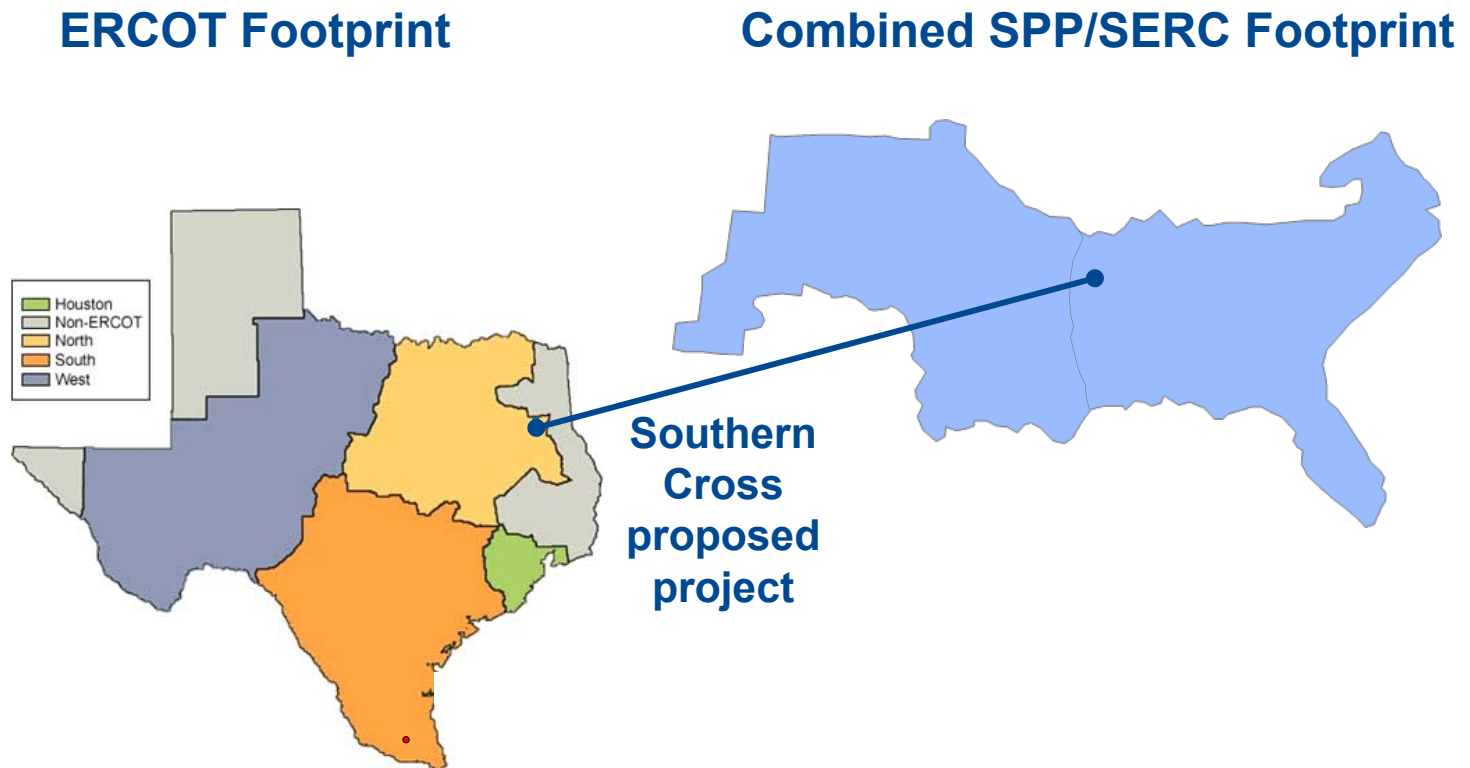 ERCOT Footprint
Combined SPP/SERC Footprint
Houston
Non-ERCOT
North
South
West
Southern
Cross
proposed
project